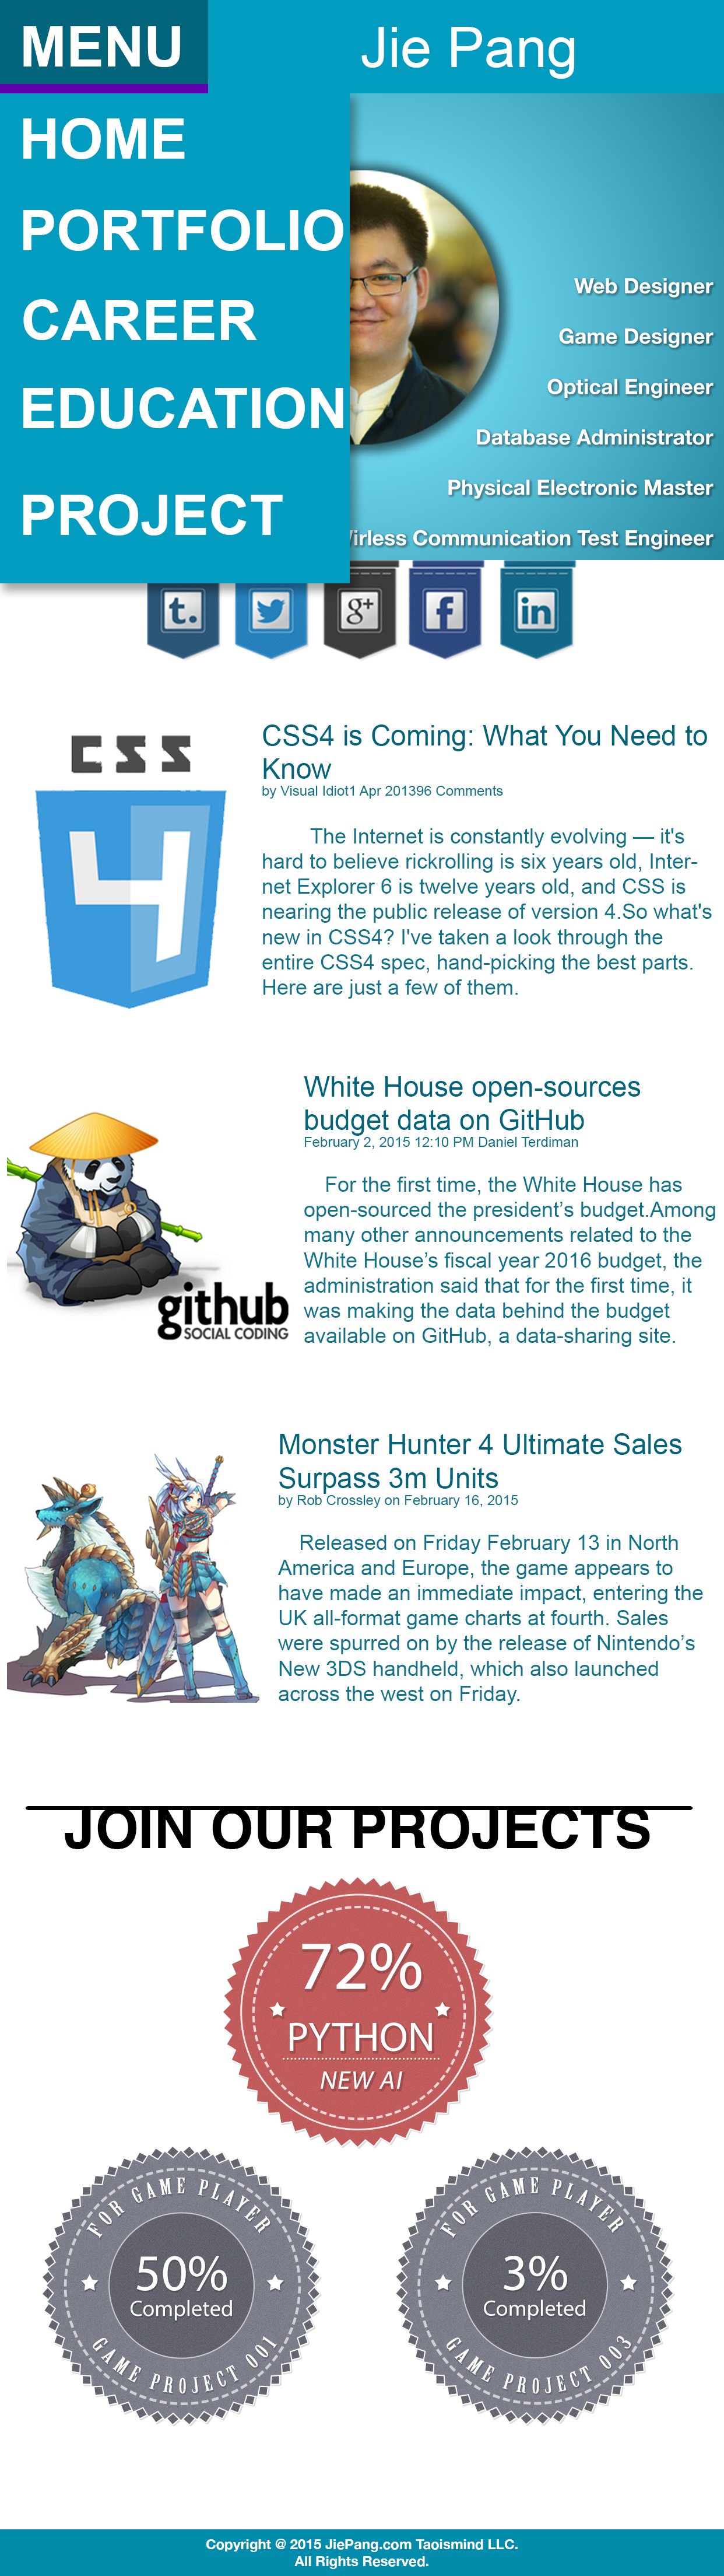 MENU
Jie Pang
HOME
PORTFOLIO
CAREER
EDUCATION
PROJECT
Web Designer
Game Designer
Optical Engineer
Database Administrator
Physical Electronic Master
irless Communication Test Engineer
t.
g+
f
in
CSS
4
CSS4 is Coming: What You Need to
Know
by Visual Idiot1 Apr 201396 Comments
The Internet is constantly evolving — it's
hard to believe rickrolling is six years old, Inter-
net Explorer 6 is twelve years old, and CSS is
nearing the public release of version 4.So what's
new in CSS4? I've taken a look through the
entire CSS4 spec, hand-picking the best parts.
Here are just a few of them.
White House open-sources
budget data on GitHub
February 2, 2015 12:10 PM Daniel Terdiman
For the first time, the White House has
open-sourced the president’s budget.Among
many other announcements related to the
White House’s fiscal year 2016 budget, the
administration said that for the first time, it
was making the data behind the budget
available on GitHub, a data-sharing site.
github
SOCIAL CODING
Monster Hunter 4 Ultimate Sales
Surpass 3m Units
by Rob Crossley on February 16, 2015
Released on Friday February 13 in North
America and Europe, the game appears to
have made an immediate impact, entering the
UK all-format game charts at fourth. Sales
were spurred on by the release of Nintendo’s
New 3DS handheld, which also launched
across the west on Friday.
JOIN OUR PROJECTS
72%
PYTHON
NEW AI
FOR GAME PLAYER
50%
Completed
GAME PROJECT 001
FOR GAME PLAYER
3%
Completed
GAME PROJECT 003
Copyright @ 2015 JiePang.com Taoismind LLC.
All Rights Reserved.